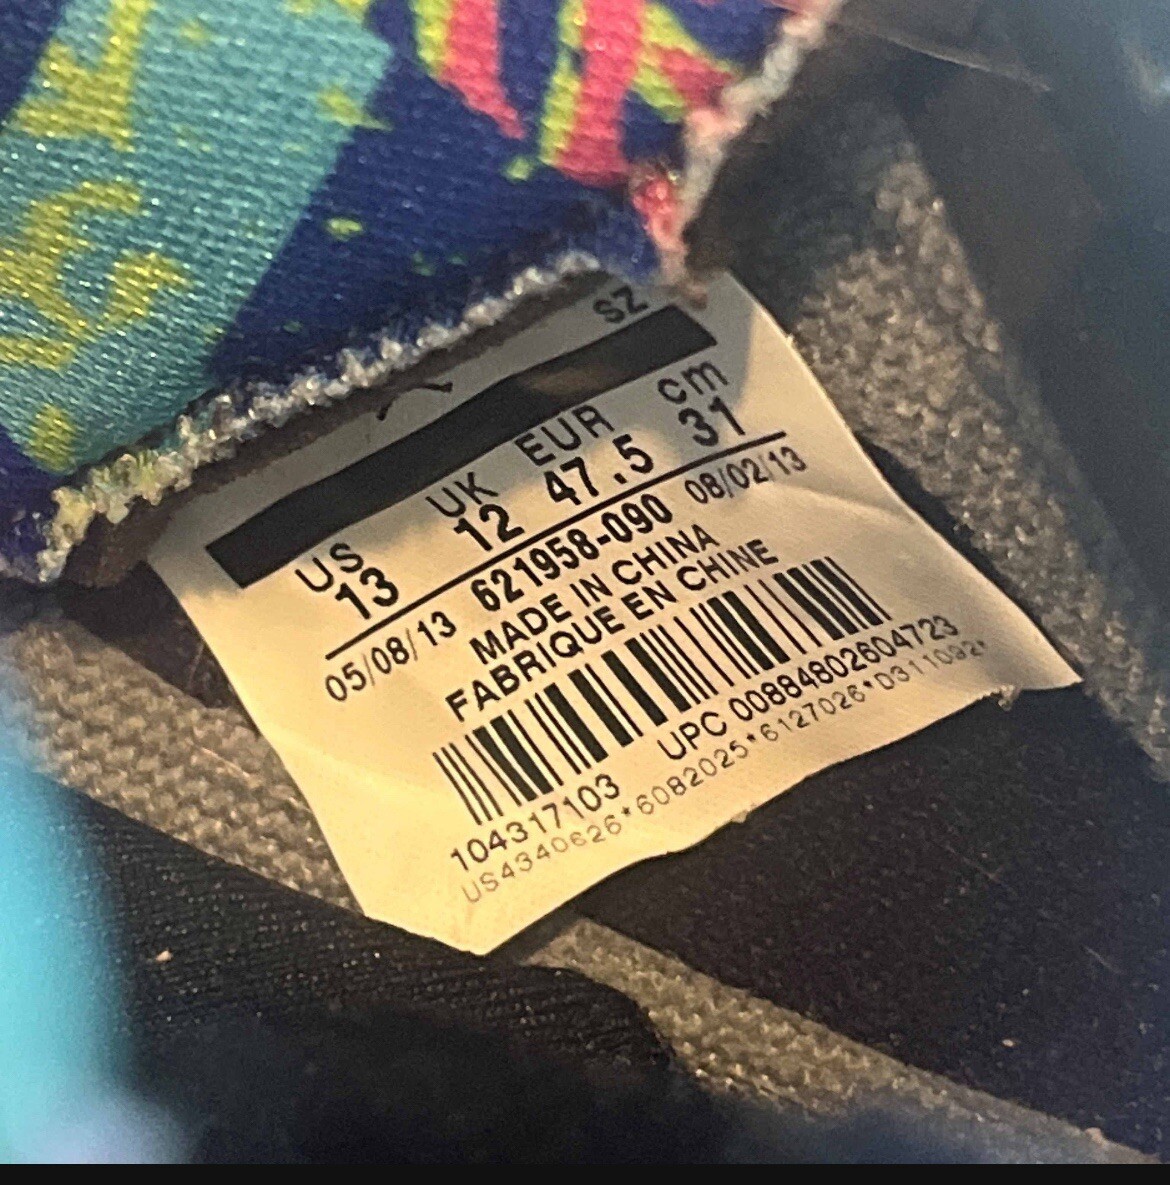 SZ
US UK EUR cm
13 12 47.5 31
05/08/13 621958-090 08/02/13
MADE IN CHINA
FABRIQUE EN CHINE
104317103 UPC 00884802604723
US4340626*6082025*6127026*D311092*